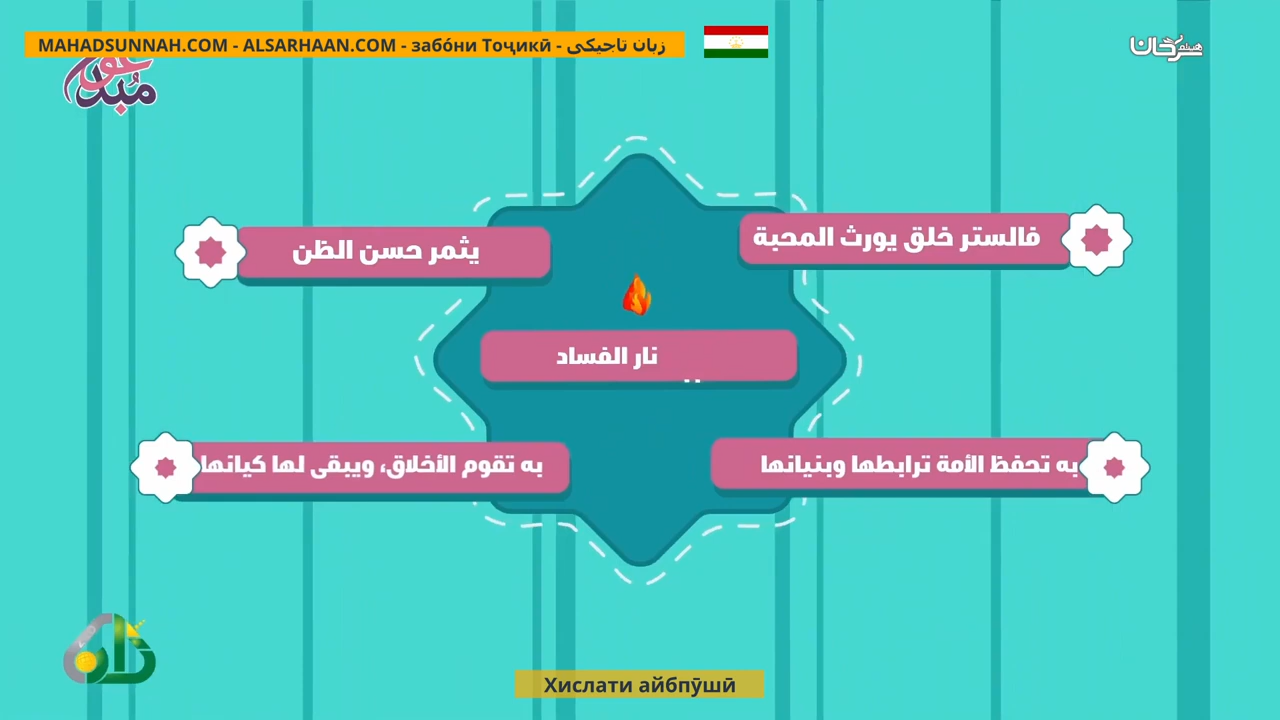 MAHADSUNNAH.COM - ALSARHAAN.COM - забо́ни Тоҷикӣ - زبان تاجیکی
سرحان
فالستر خلق يورث المحبة
يثمر حسن الظن
نار الفساد
به تحفظ الأمة ترابطها وبنيانها
به تقوم الأخلاق، ويبقى لها كيانها
Хислати айбпӯшӣ